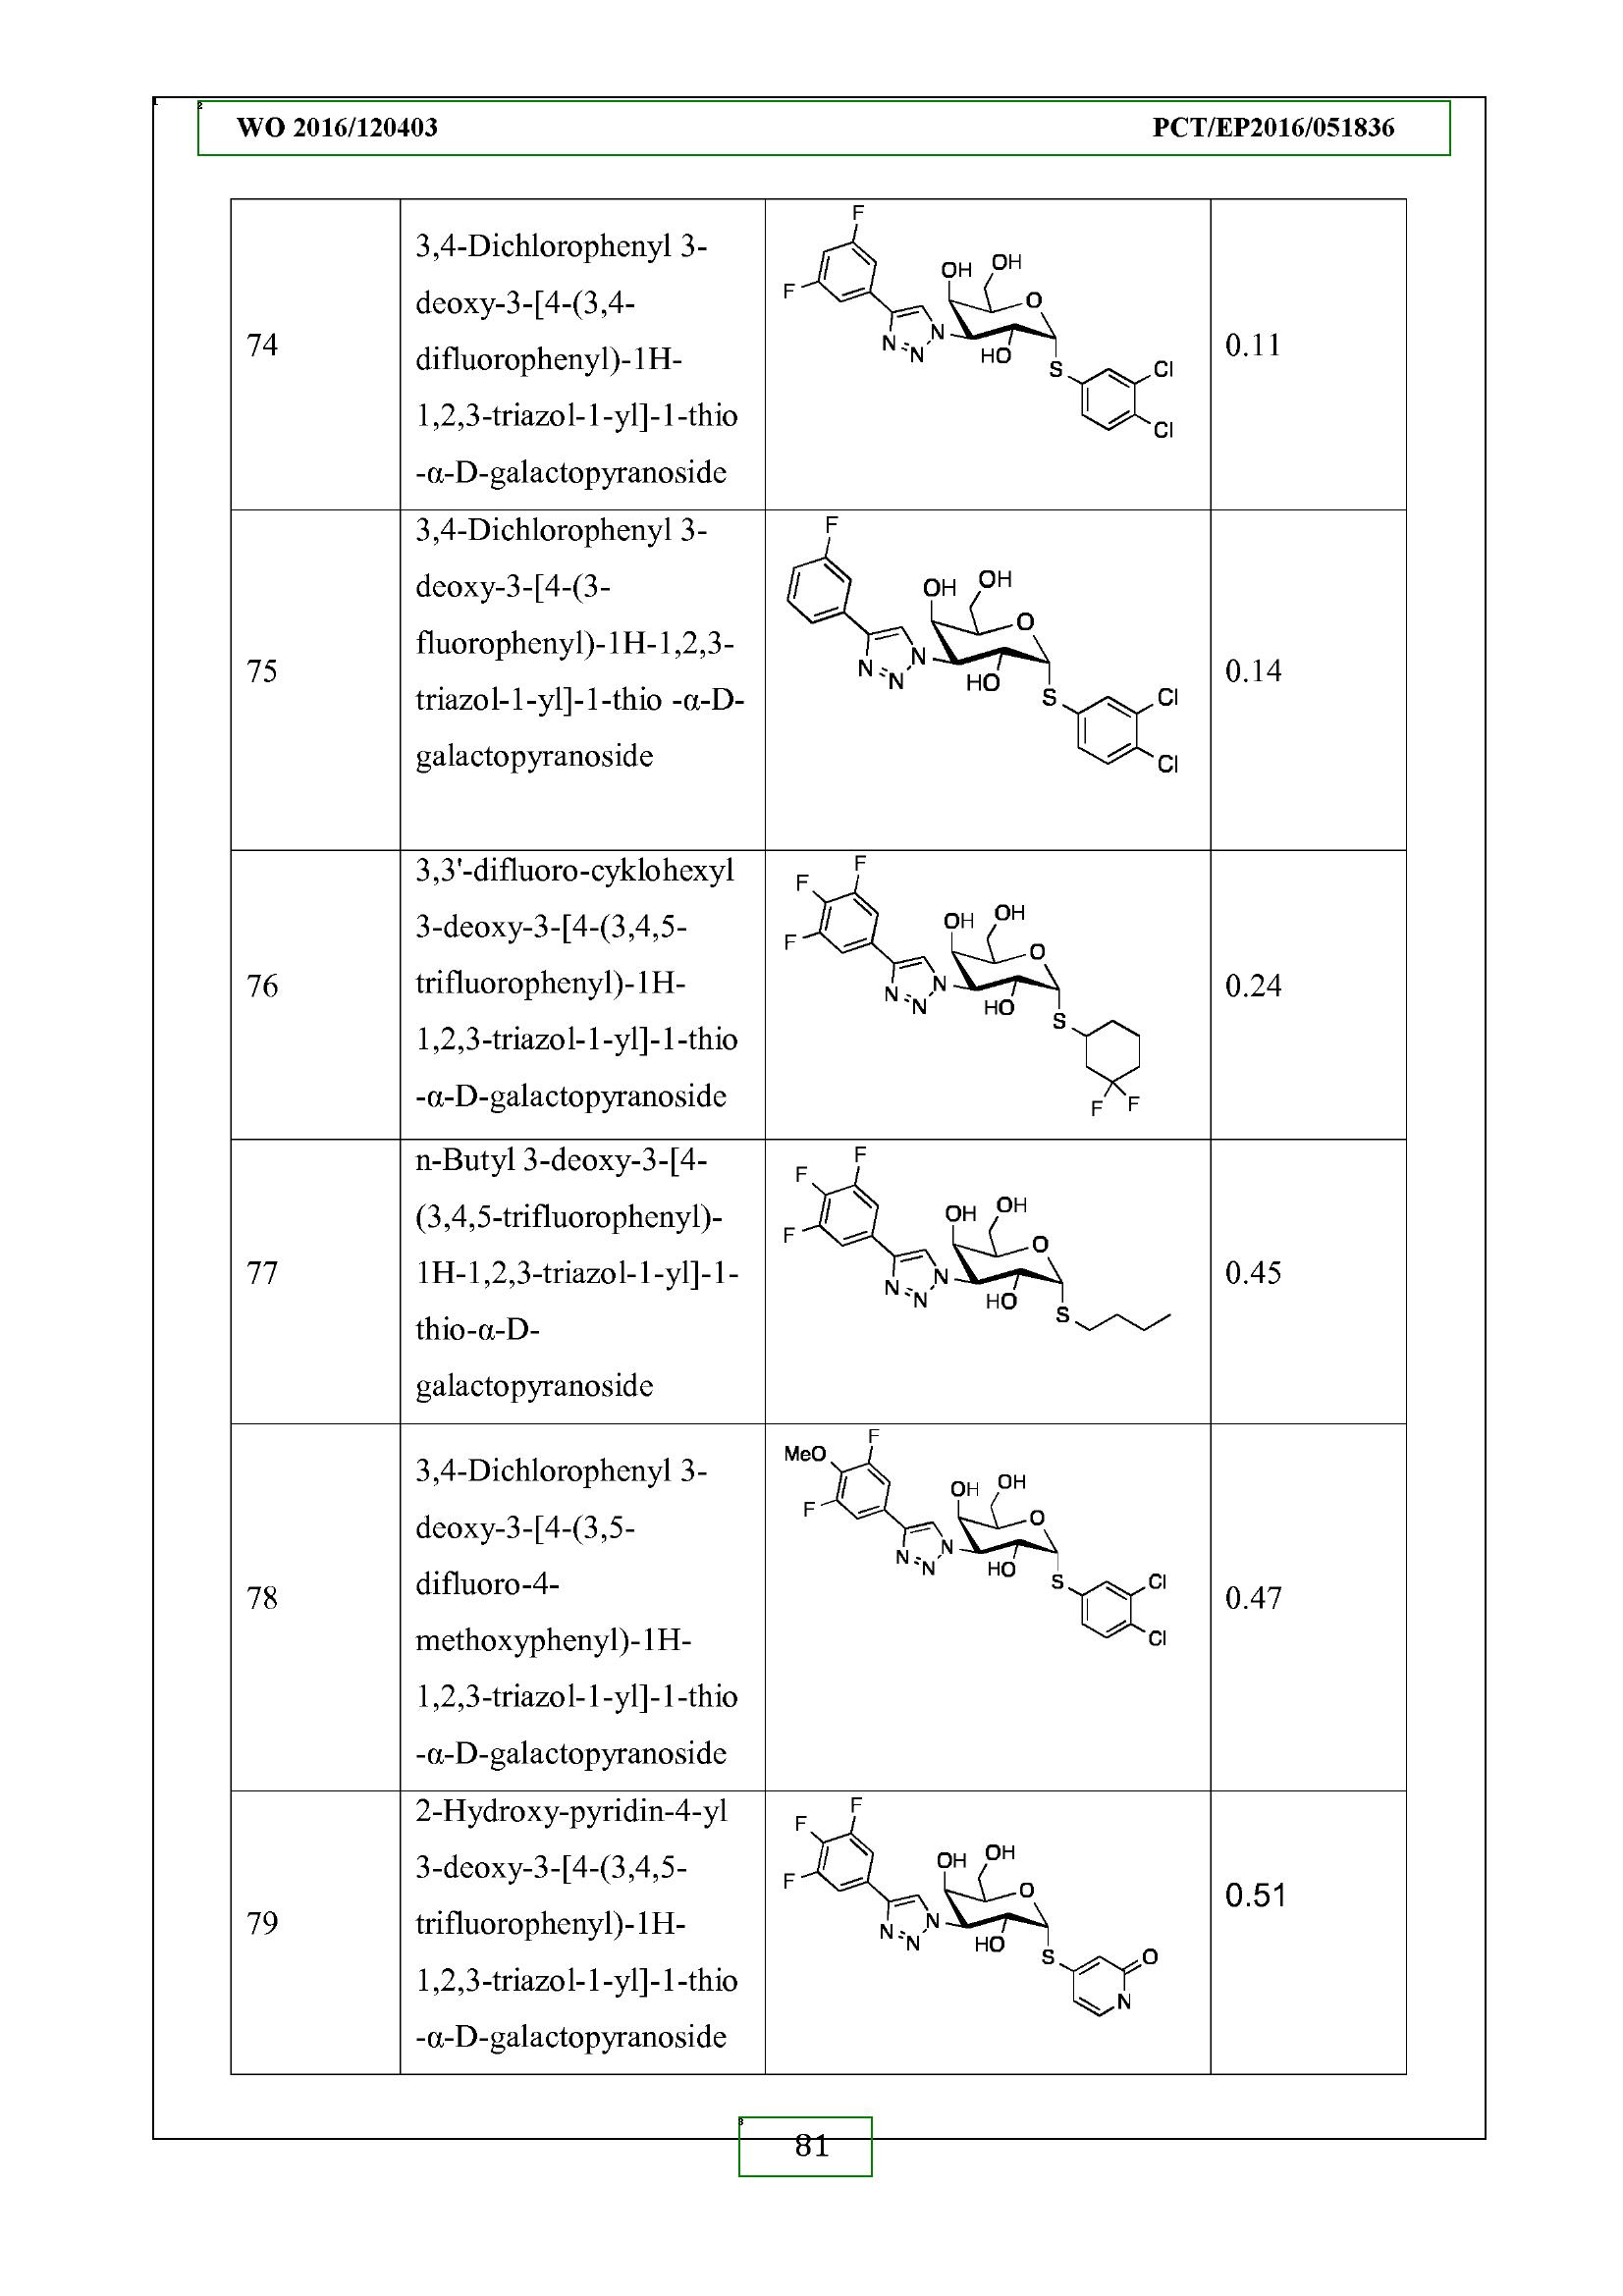 1
2
WO 2016/120403 PCT/EP2016/051836
74
3,4-Dichlorophenyl 3-
deoxy-3-[4-(3,4-
difluorophenyl)-1H-
1,2,3-triazol-1-yl]-1-thio
-α-D-galactopyranoside
F
F
OH
OH
O
N
N
N
HO
S
Cl
Cl
0.11
75
3,4-Dichlorophenyl 3-
deoxy-3-[4-(3-
fluorophenyl)-1H-1,2,3-
triazol-1-yl]-1-thio -α-D-
galactopyranoside
F
OH
OH
O
N
N
N
HO
S
Cl
Cl
0.14
76
3,3'-difluoro-cyklohexyl
3-deoxy-3-[4-(3,4,5-
trifluorophenyl)-1H-
1,2,3-triazol-1-yl]-1-thio
-α-D-galactopyranoside
F
F
F
OH
OH
O
N
N
N
HO
S
F
F
0.24
77
n-Butyl 3-deoxy-3-[4-
(3,4,5-trifluorophenyl)-
1H-1,2,3-triazol-1-yl]-1-
thio-α-D-
galactopyranoside
F
F
F
OH
OH
O
N
N
N
HO
S
0.45
78
3,4-Dichlorophenyl 3-
deoxy-3-[4-(3,5-
difluoro-4-
methoxyphenyl)-1H-
1,2,3-triazol-1-yl]-1-thio
-α-D-galactopyranoside
F
MeO
F
OH
OH
O
N
N
N
HO
S
Cl
Cl
0.47
79
2-Hydroxy-pyridin-4-yl
3-deoxy-3-[4-(3,4,5-
trifluorophenyl)-1H-
1,2,3-triazol-1-yl]-1-thio
-α-D-galactopyranoside
F
F
F
OH
OH
O
N
N
N
HO
S
O
N
0.51
3
81